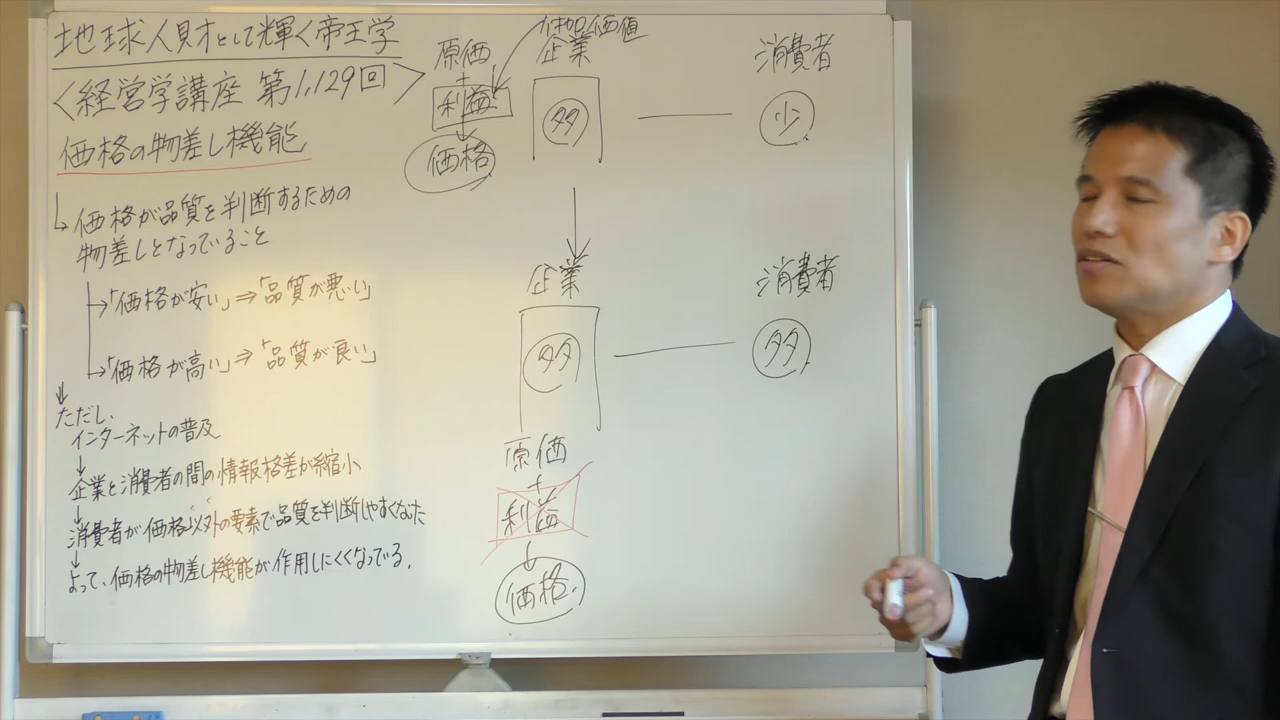 地球人財として輝く帝王学
<経営学講座 第1,129回>
価格の物差し機能
価格が品質を判断するための
物差しとなっていること
「価格が安い」⇒「品質が悪い」
「価格が高い」⇒「品質が良い」
ただし、
インターネットの普及
企業と消費者の間の情報格差が縮小
消費者が価格以外の要素で品質を判断しやすくなった
よって、価格の物差し機能が作用しにくくなっている。
付加価値
原価
+
利益
価格
企業
多
消費者
少
企業
多
消費者
多
原価
+
利益
価格